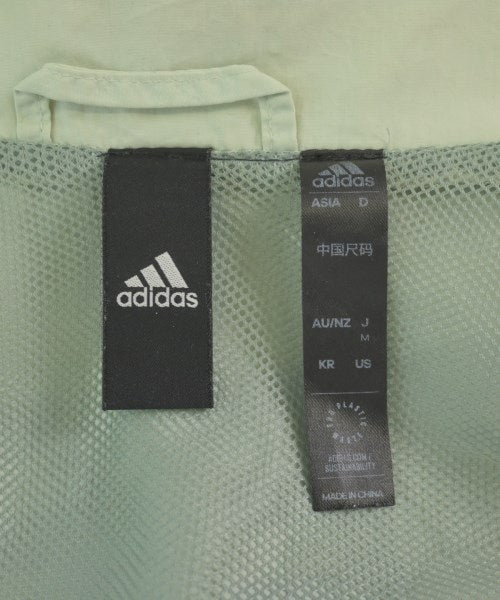 adidas
adidas
ASIA D
中国尺码
AU/NZ J
M
KR US
END PLASTIC WASTE
ADIDAS.COM/
SUSTAINABILITY
MADE IN CHINA